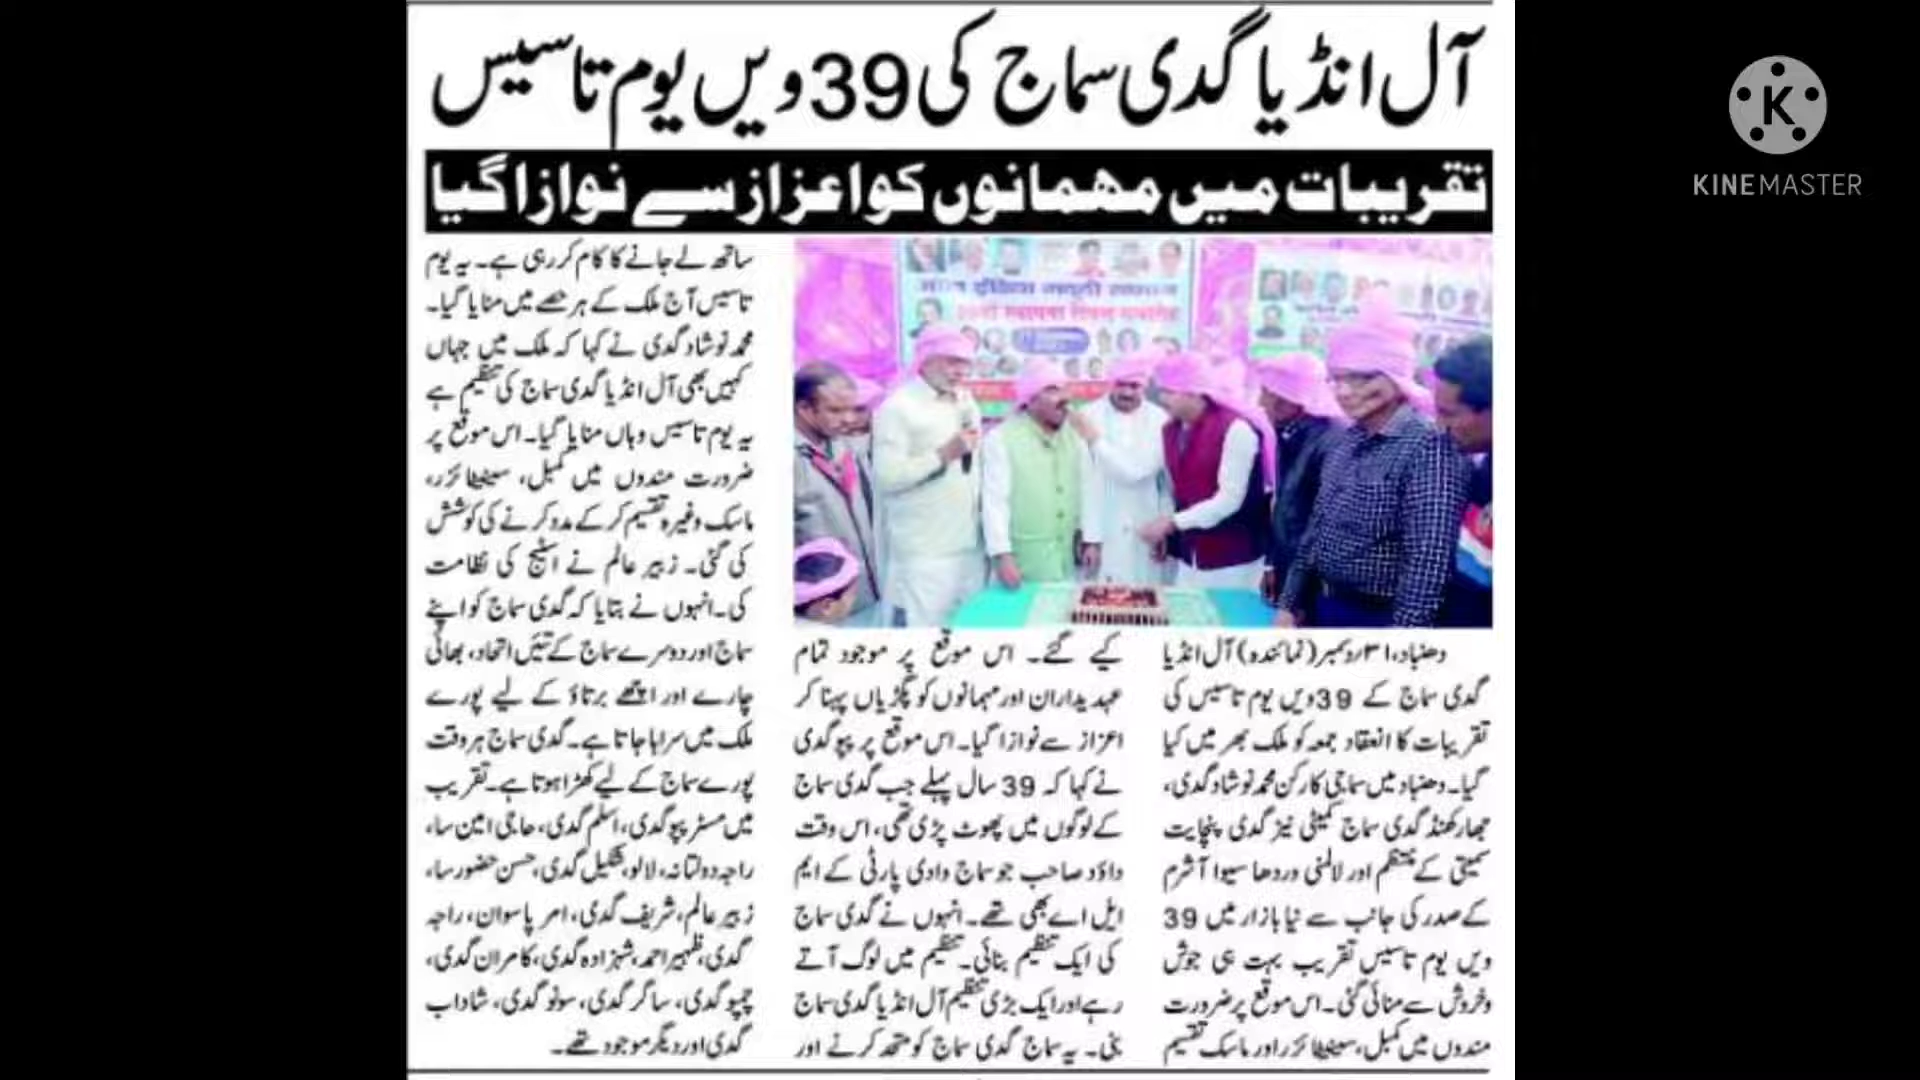 آل انڈیا گدی سماج کی 39 ویں یوم تاسیس
تقریبات میں مہمانوں کو اعزاز سے نوازا گیا
KINEMASTER
دھنباد، ۳۱؍دسمبر (نمائندہ) آل انڈیا
گدی سماج کے 39ویں یوم تاسیس کی
تقریبات کا انعقاد جمعہ کو ملک بھر میں کیا
گیا۔ دھنباد میں سماجی کارکن محمد نوشاد گدی،
جھارکھنڈ گدی سماج کمیٹی نیز گدی پنچایت
سمیتی کے منتظم اور لالمنی وردھا سیوا آشرم
کے صدر کی جانب سے نیا بازار میں 39
ویں یوم تاسیس تقریب بہت ہی جوش
وخروش سے منائی گئی۔ اس موقع پر ضرورت
مندوں میں کمبل، سینیٹائزر اور ماسک تقسیم
کیے گئے۔ اس موقع پر موجود تمام
عہدیداران اور مہمانوں کو پگڑیاں پہنا کر
اعزاز سے نوازا گیا۔ اس موقع پر پپو گدی
نے کہا کہ 39 سال پہلے جب گدی سماج
کے لوگوں میں پھوٹ پڑی تھی، اس وقت
داؤد صاحب جو سماج وادی پارٹی کے ایم
ایل اے بھی تھے۔ انہوں نے گدی سماج
کی ایک تنظیم بنائی۔ تنظیم میں لوگ آتے
رہے اور ایک بڑی تنظیم آل انڈیا گدی سماج
بنی۔ یہ سماج گدی سماج کو متحد کرنے اور
ساتھ لے جانے کا کام کر رہی ہے۔ یہ یوم
تاسیس آج ملک کے ہر حصے میں منایا گیا۔
محمد نوشاد گدی نے کہا کہ ملک میں جہاں
کہیں بھی آل انڈیا گدی سماج کی تنظیم ہے
یہ یوم تاسیس وہاں منایا گیا۔ اس موقع پر
ضرورت مندوں میں کمبل، سینیٹائزر،
ماسک وغیرہ تقسیم کر کے مدد کرنے کی کوشش
کی گئی۔ زبیر عالم نے اسٹیج کی نظامت
کی۔ انہوں نے بتایا کہ گدی سماج کو اپنے
سماج اور دوسرے سماج کے تئیں اتحاد، بھائی
چارے اور اچھے برتاؤ کے لیے پورے
ملک میں سراہا جاتا ہے۔ گدی سماج ہر وقت
پورے سماج کے لیے کھڑا ہوتا ہے۔ تقریب
میں مسٹر پپو گدی، اسلم گدی، حاجی امین سا،
راجہ دولتانہ، لالو، شکیل گدی، حسن حضور سا،
زبیر عالم، شریف گدی، امر پاسوان، راجہ
گدی، ظہیر احمد، شہزادہ گدی، کامران گدی،
چمپو گدی، ساگر گدی، سونو گدی، شاداب
گدی اور دیگر موجود تھے۔